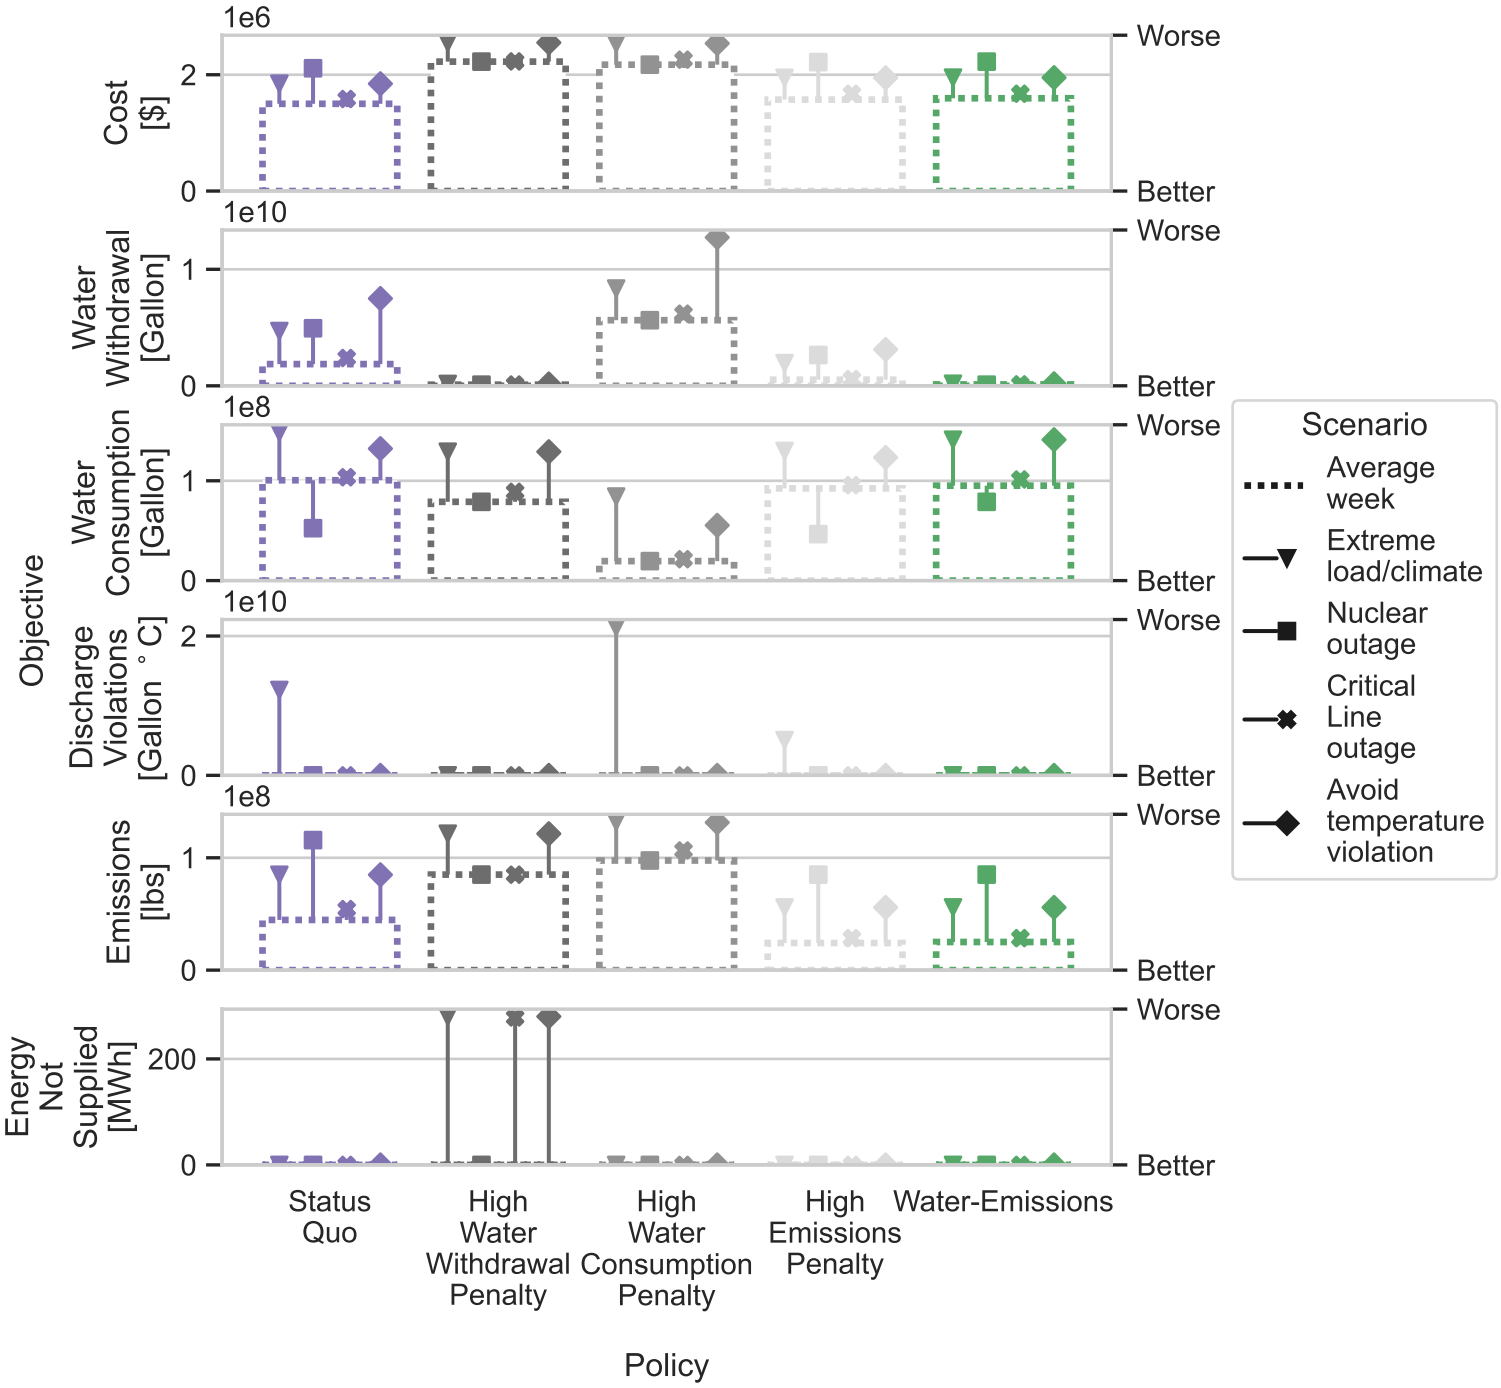 1e6
Worse
2
0
Better
Cost
[$]
1e10
Worse
1
0
Better
Water
Withdrawal
[Gallon]
1e8
Worse
1
0
Better
Water
Consumption
[Gallon]
1e10
Worse
2
0
Better
Discharge
Violations
[Gallon ° C]
1e8
Worse
1
0
Better
Emissions
[lbs]
Worse
200
0
Better
Energy
Not
Supplied
[MWh]
Objective
Status
Quo
High
Water
Withdrawal
Penalty
High
Water
Consumption
Penalty
High
Emissions
Penalty
Water-Emissions
Policy
Scenario
Average
week
Extreme
load/climate
Nuclear
outage
Critical
Line
outage
Avoid
temperature
violation